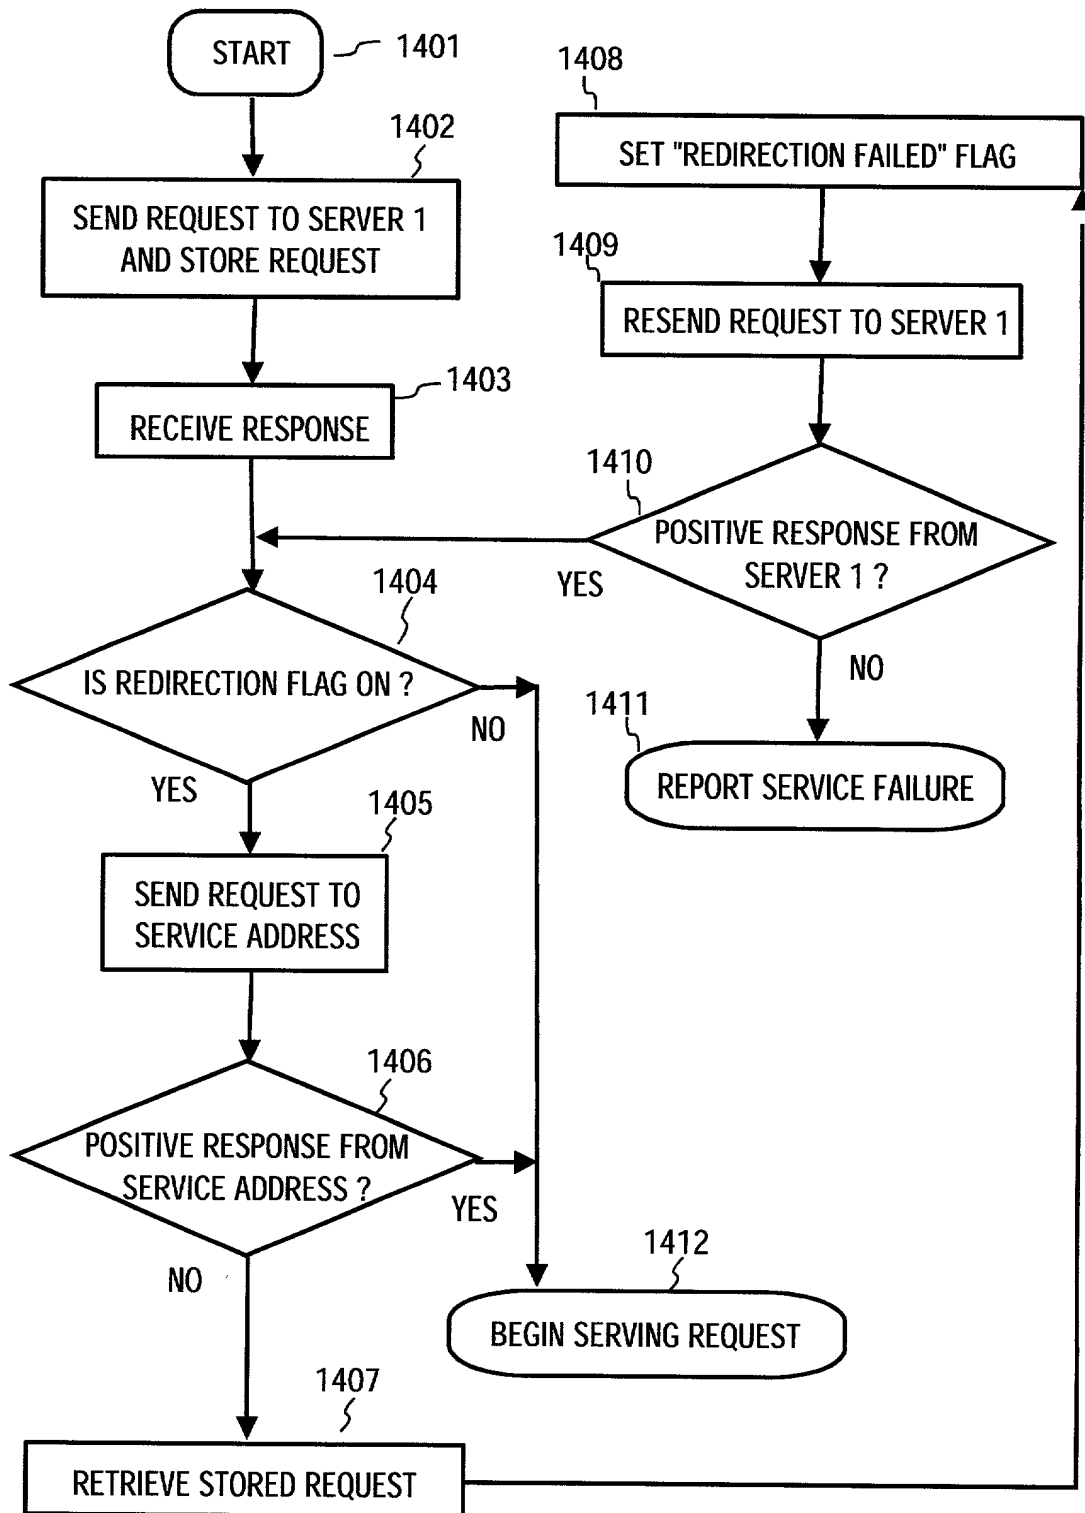 START
1401
1402
SEND REQUEST TO SERVER 1
AND STORE REQUEST
1403
RECEIVE RESPONSE
1404
IS REDIRECTION FLAG ON ?
NO
YES
1405
SEND REQUEST TO
SERVICE ADDRESS
1406
POSITIVE RESPONSE FROM
SERVICE ADDRESS ?
YES
NO
1407
RETRIEVE STORED REQUEST
1408
SET "REDIRECTION FAILED" FLAG
1409
RESEND REQUEST TO SERVER 1
1410
POSITIVE RESPONSE FROM
SERVER 1 ?
YES
NO
1411
REPORT SERVICE FAILURE
1412
BEGIN SERVING REQUEST